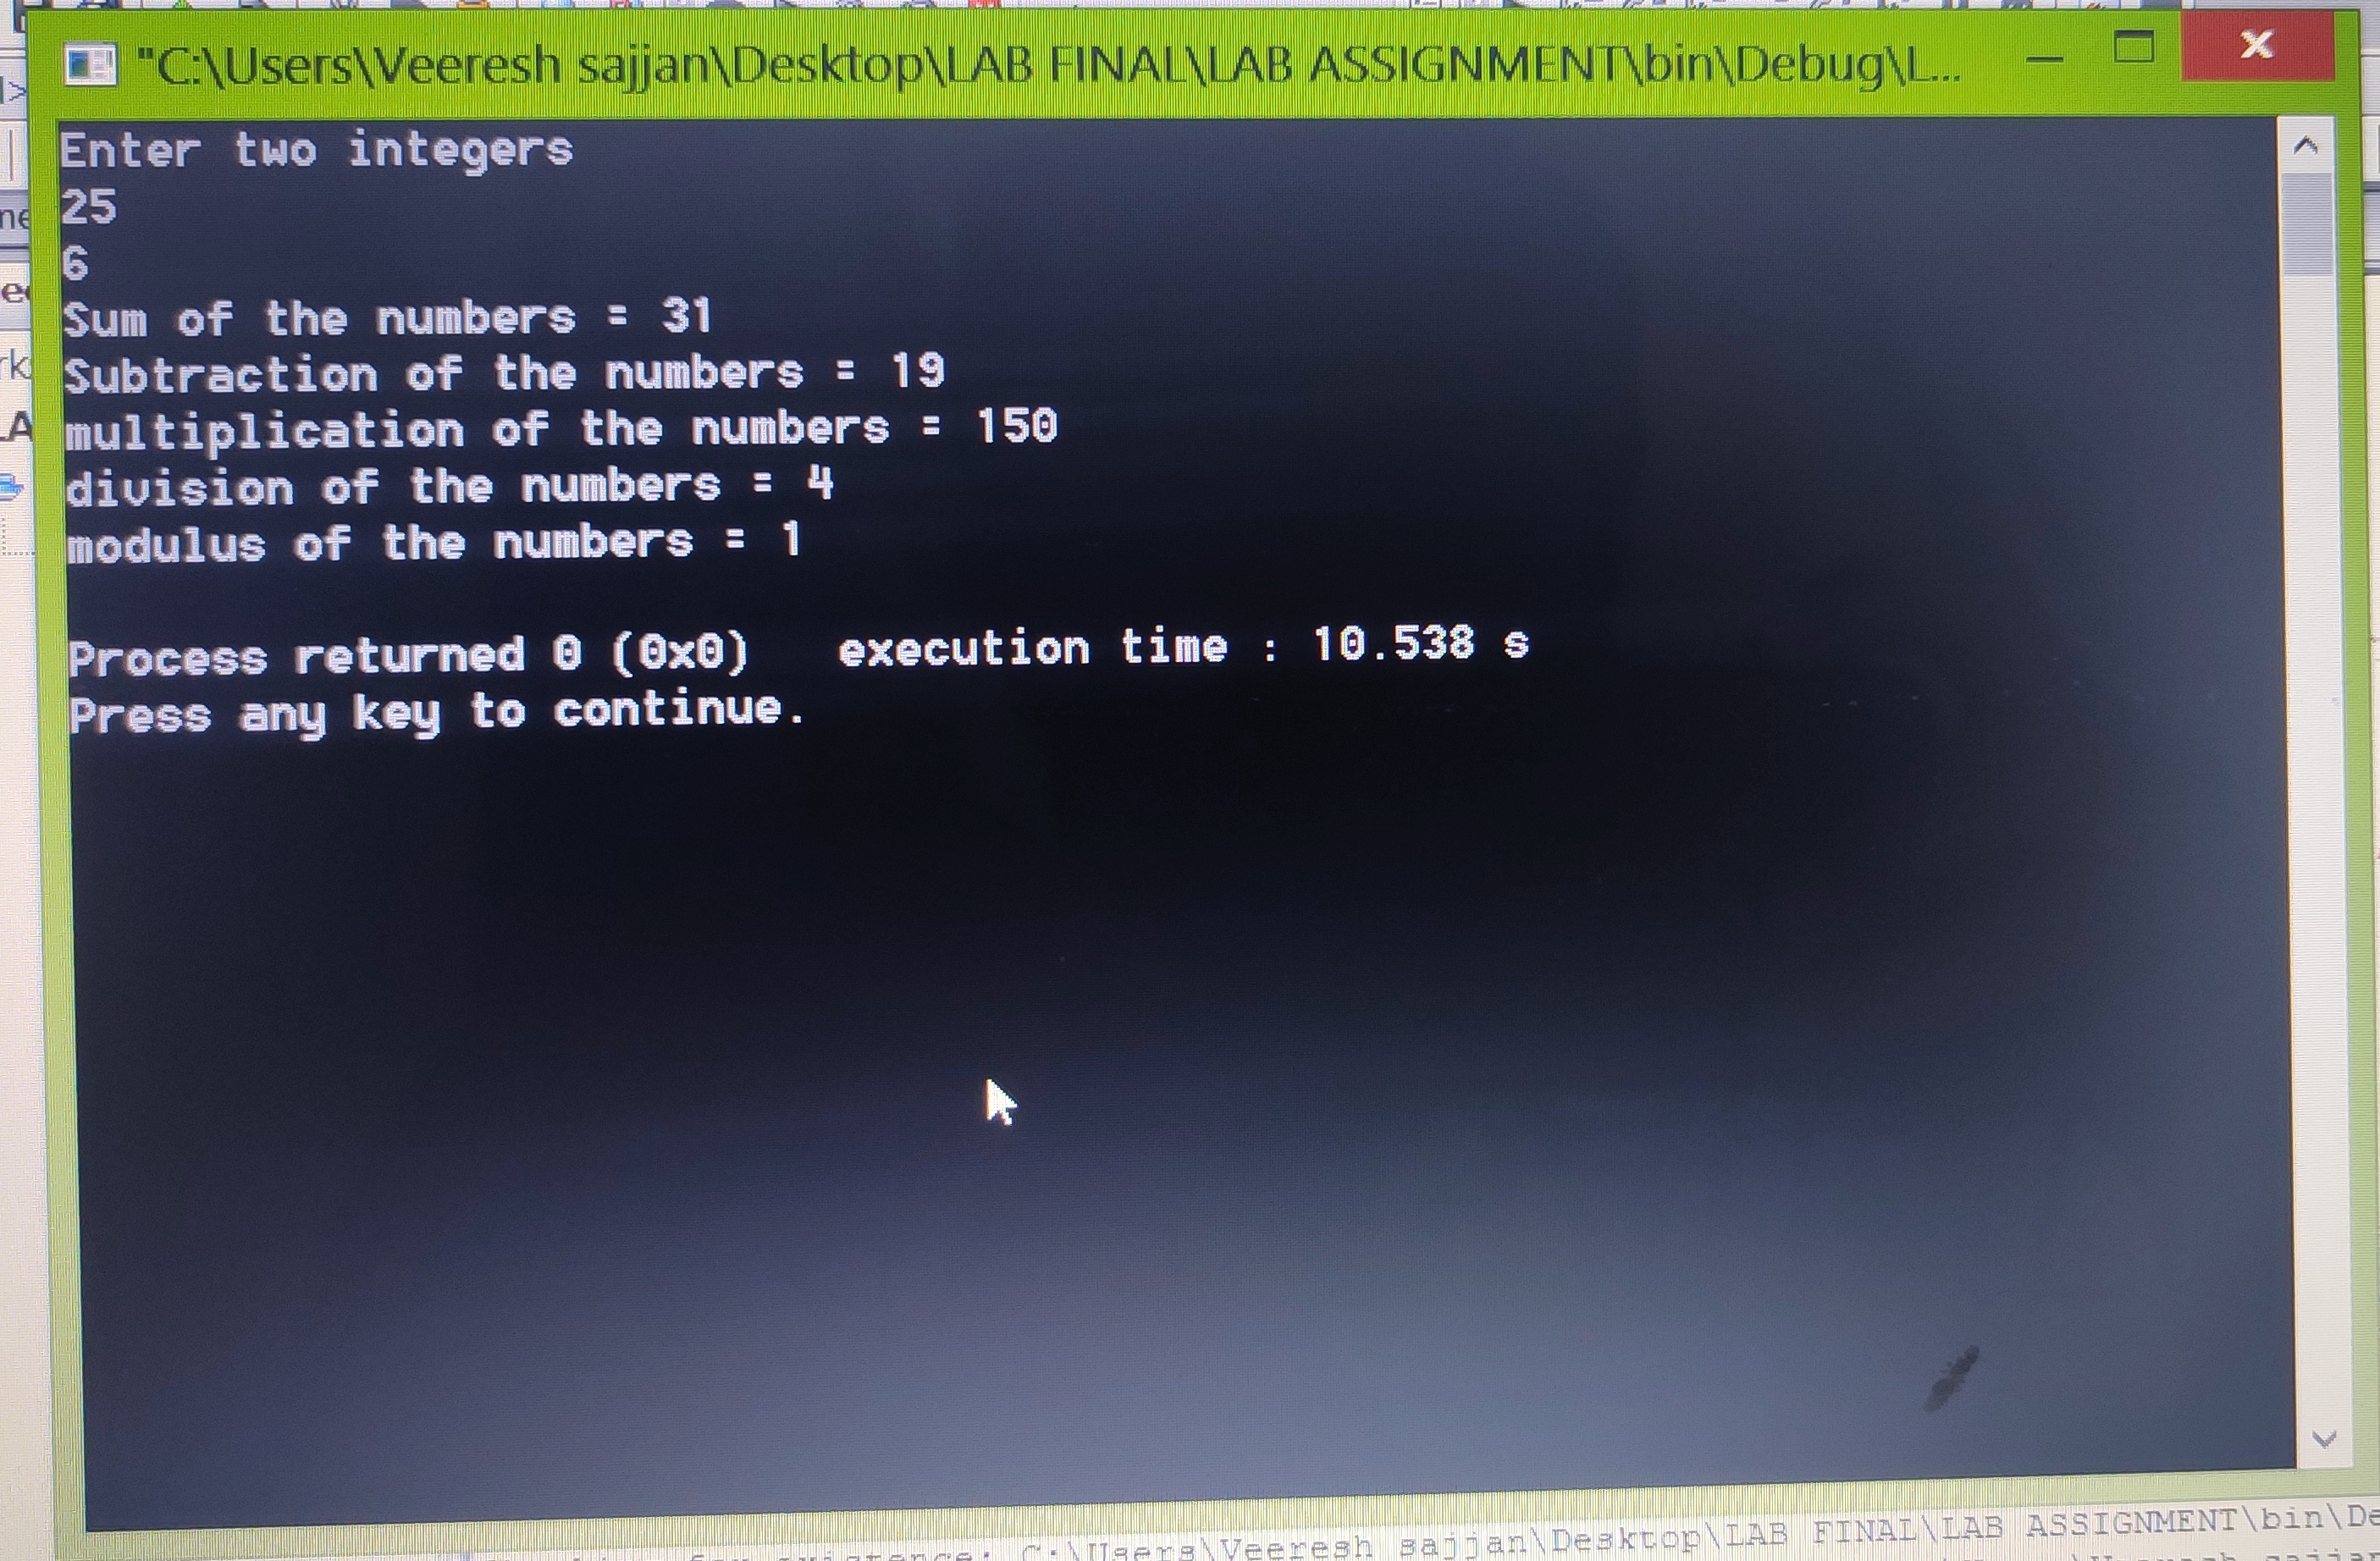 "C:\Users\Veeresh sajjan\Desktop\LAB FINAL\LAB ASSIGNMENT\bin\Debug\L...
Enter two integers
25
6
Sum of the numbers = 31
Subtraction of the numbers = 19
multiplication of the numbers = 150
division of the numbers = 4
modulus of the numbers = 1
Process returned 0 (0x0)   execution time : 10.538 s
Press any key to continue.
C:\Users\Veeresh sajjan\Desktop\LAB FINAL\LAB ASSIGNMENT\bin\De